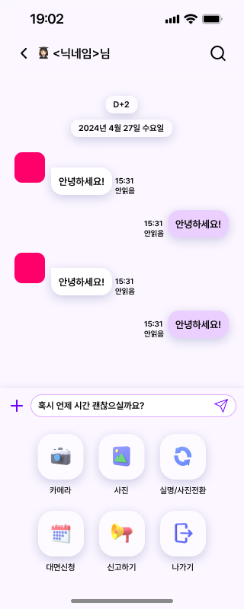 19:02
<닉네임>님
D+2
2024년 4월 27일 수요일
안녕하세요! 15:31
안읽음
15:31 안녕하세요!
안읽음
안녕하세요! 15:31
안읽음
15:31 안녕하세요!
안읽음
혹시 언제 시간 괜찮으실까요?
카메라 사진 실명/사진전환
대면신청 신고하기 나가기